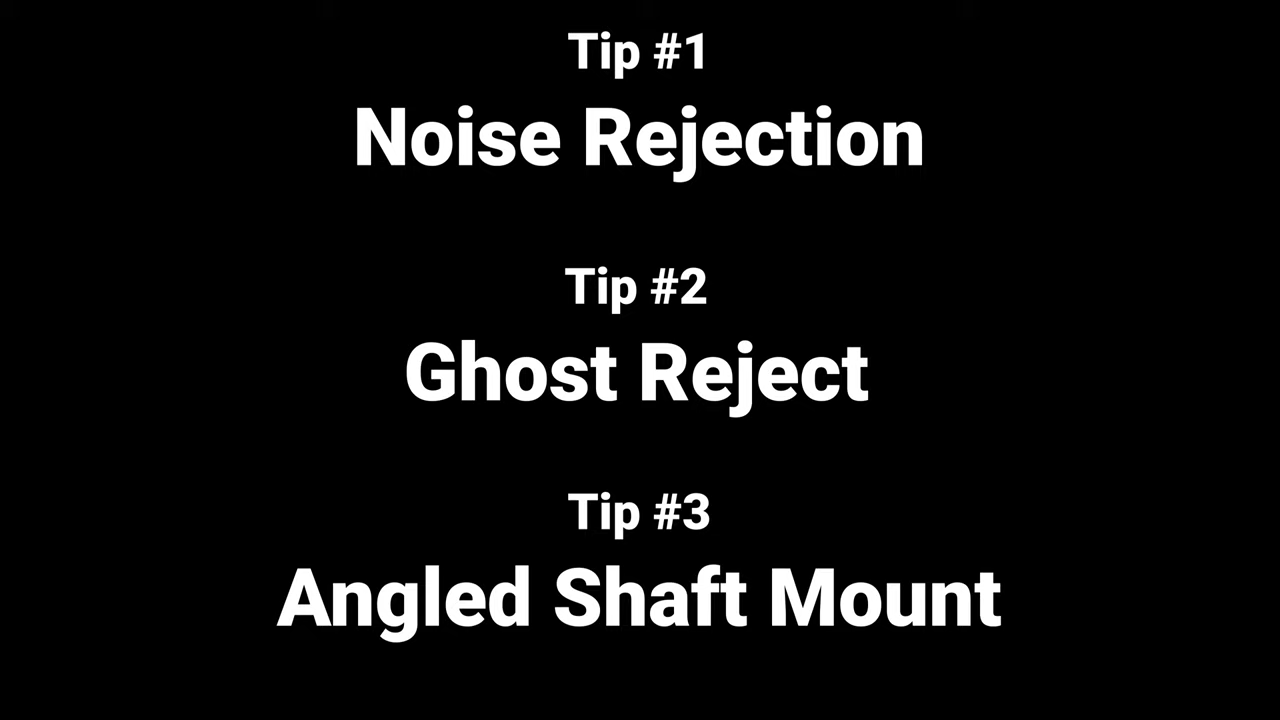 Tip #1
Noise Rejection
Tip #2
Ghost Reject
Tip #3
Angled Shaft Mount